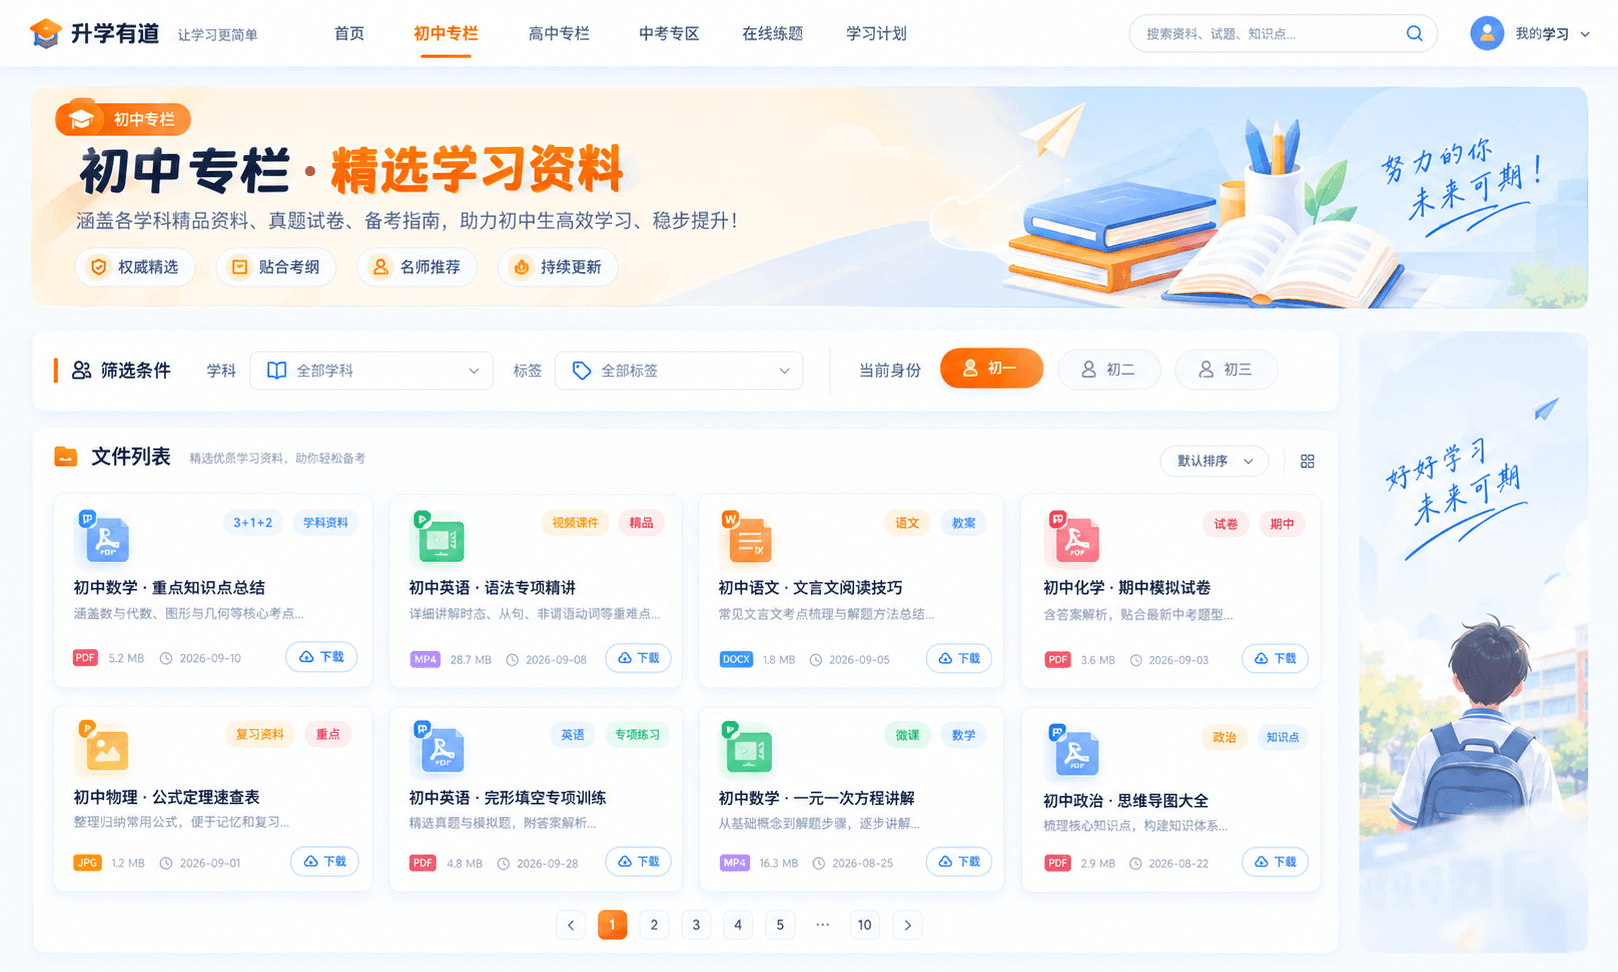 升学有道 让学习更简单 首页 初中专栏 高中专栏 中考专区 在线练题 学习计划 搜索资料、试题、知识点... 我的学习
初中专栏
初中专栏·精选学习资料
涵盖各学科精品资料、真题试卷、备考指南，助力初中生高效学习、稳步提升！
权威精选 贴合考纲 名师推荐 持续更新
努力的你
未来可期！
筛选条件 学科 全部学科 标签 全部标签 当前身份 初一 初二 初三
文件列表 精选优质学习资料，助你轻松备考 默认排序
3+1+2 学科资料
PDF
初中数学 · 重点知识点总结
涵盖数与代数、图形与几何等核心考点...
PDF 5.2 MB 2026-09-10 下载
视频课件 精品
初中英语 · 语法专项精讲
详细讲解时态、从句、非谓语动词等重难点...
MP4 28.7 MB 2026-09-08 下载
W
语文 教案
初中语文 · 文言文阅读技巧
常见文言文考点梳理与解题方法总结...
DOCX 1.8 MB 2026-09-05 下载
试卷 期中
PDF
初中化学 · 期中模拟试卷
含答案解析，贴合最新中考题型...
PDF 3.6 MB 2026-09-03 下载
P
复习资料 重点
初中物理 · 公式定理速查表
整理归纳常用公式，便于记忆和复习...
JPG 1.2 MB 2026-09-01 下载
英语 专项练习
PDF
初中英语 · 完形填空专项训练
精选真题与模拟题，附答案解析...
PDF 4.8 MB 2026-09-28 下载
微课 数学
初中数学 · 一元一次方程讲解
从基础概念到解题步骤，逐步讲解...
MP4 16.3 MB 2026-08-25 下载
政治 知识点
PDF
初中政治 · 思维导图大全
梳理核心知识点，构建知识体系...
PDF 2.9 MB 2026-08-22 下载
1 2 3 4 5 ··· 10
好好学习
未来可期